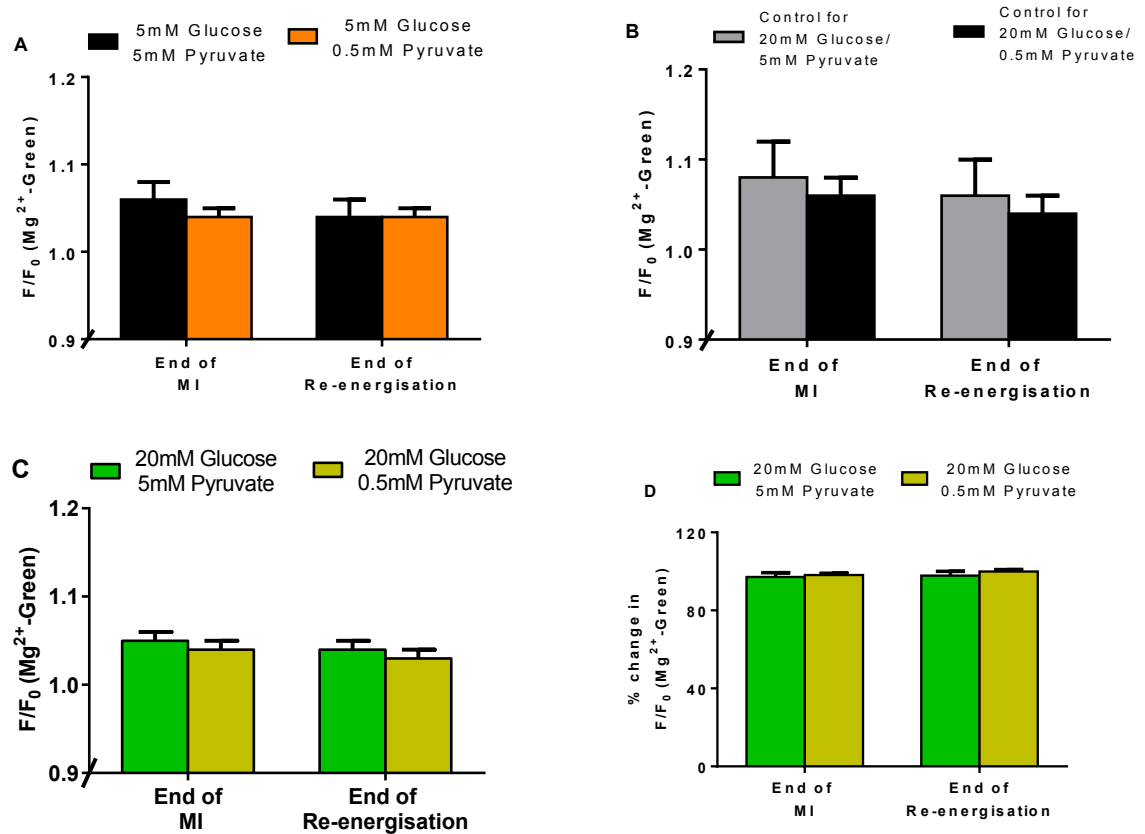 A
5mM Glucose
5mM Pyruvate
5mM Glucose
0.5mM Pyruvate
F/F0 (Mg2+-Green)
1.2
1.1
1.0
0.9
End of
MI
End of
Re-energisation
B
Control for
20mM Glucose/
5mM Pyruvate
Control for
20mM Glucose/
0.5mM Pyruvate
F/F0 (Mg2+-Green)
1.2
1.1
1.0
0.9
End of
MI
End of
Re-energisation
C
20mM Glucose
5mM Pyruvate
20mM Glucose
0.5mM Pyruvate
F/F0 (Mg2+-Green)
1.2
1.1
1.0
0.9
End of
MI
End of
Re-energisation
D
20mM Glucose
5mM Pyruvate
20mM Glucose
0.5mM Pyruvate
% change in
F/F0 (Mg2+-Green)
120
80
40
0
End of
MI
End of
Re-energisation